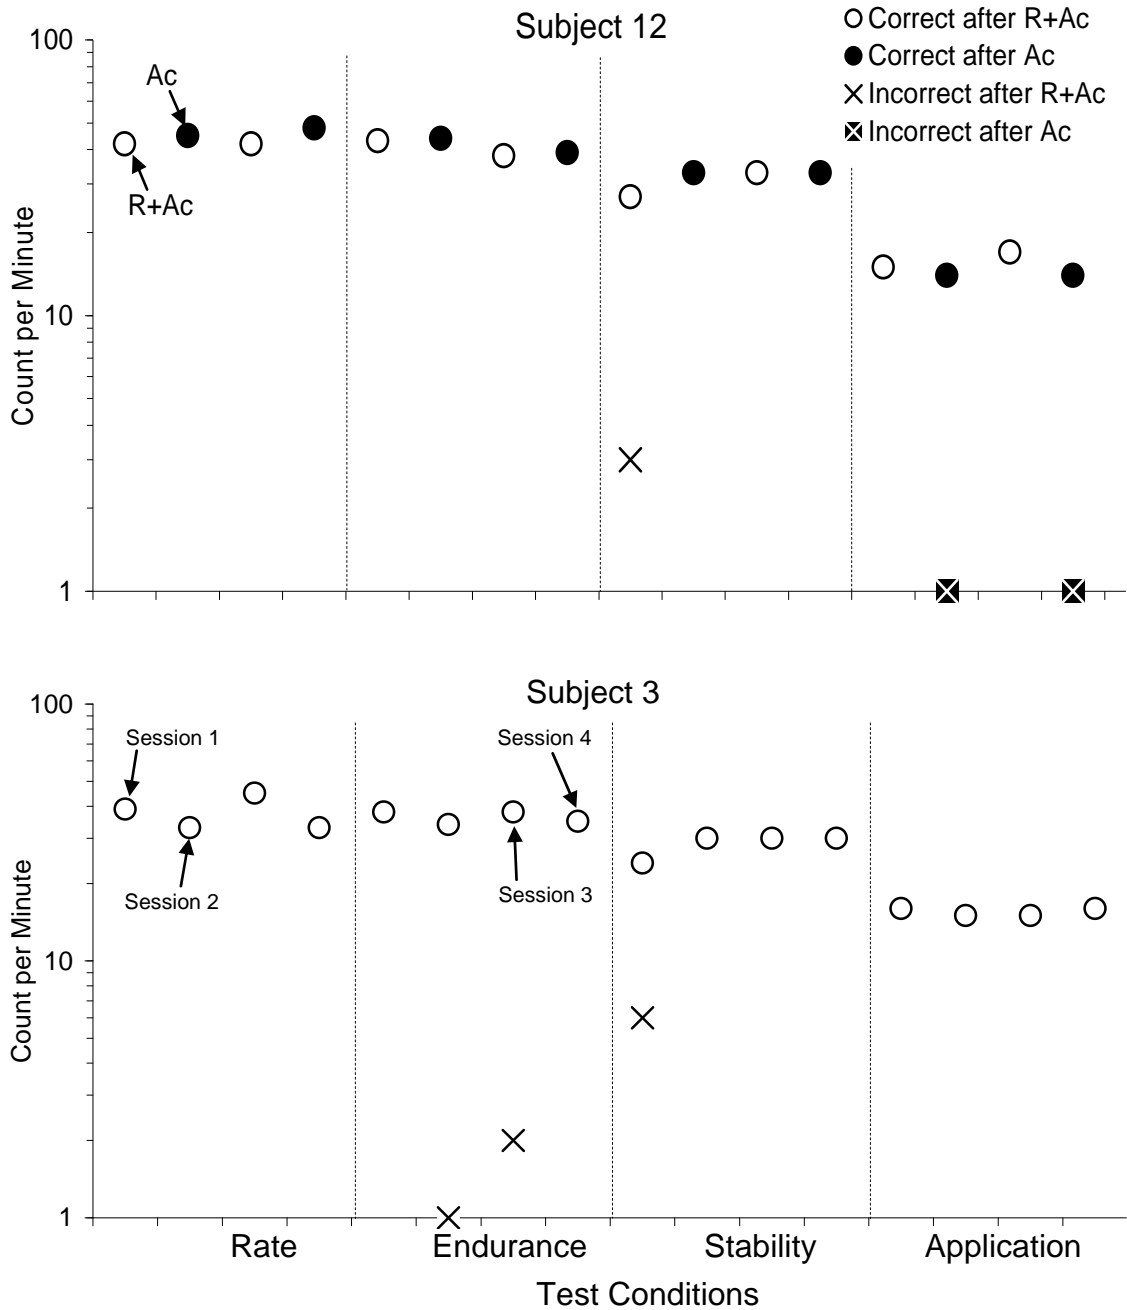 Subject 12
Correct after R+Ac
Correct after Ac
Incorrect after R+Ac
Incorrect after Ac
100
10
1
Count per Minute
Ac
R+Ac
Subject 3
100
10
1
Count per Minute
Session 1
Session 2
Session 4
Session 3
Rate
Endurance
Stability
Application
Test Conditions